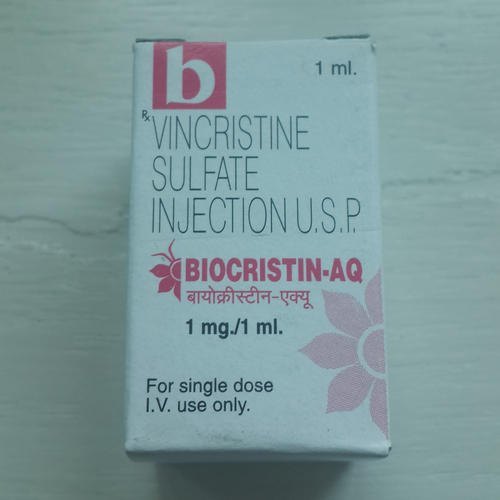 b
1 ml.
℞ VINCRISTINE
SULFATE
INJECTION U.S.P.
BIOCRISTIN-AQ
बायोक्रीस्टीन-एक्यू
1 mg./1 ml.
For single dose
I.V. use only.